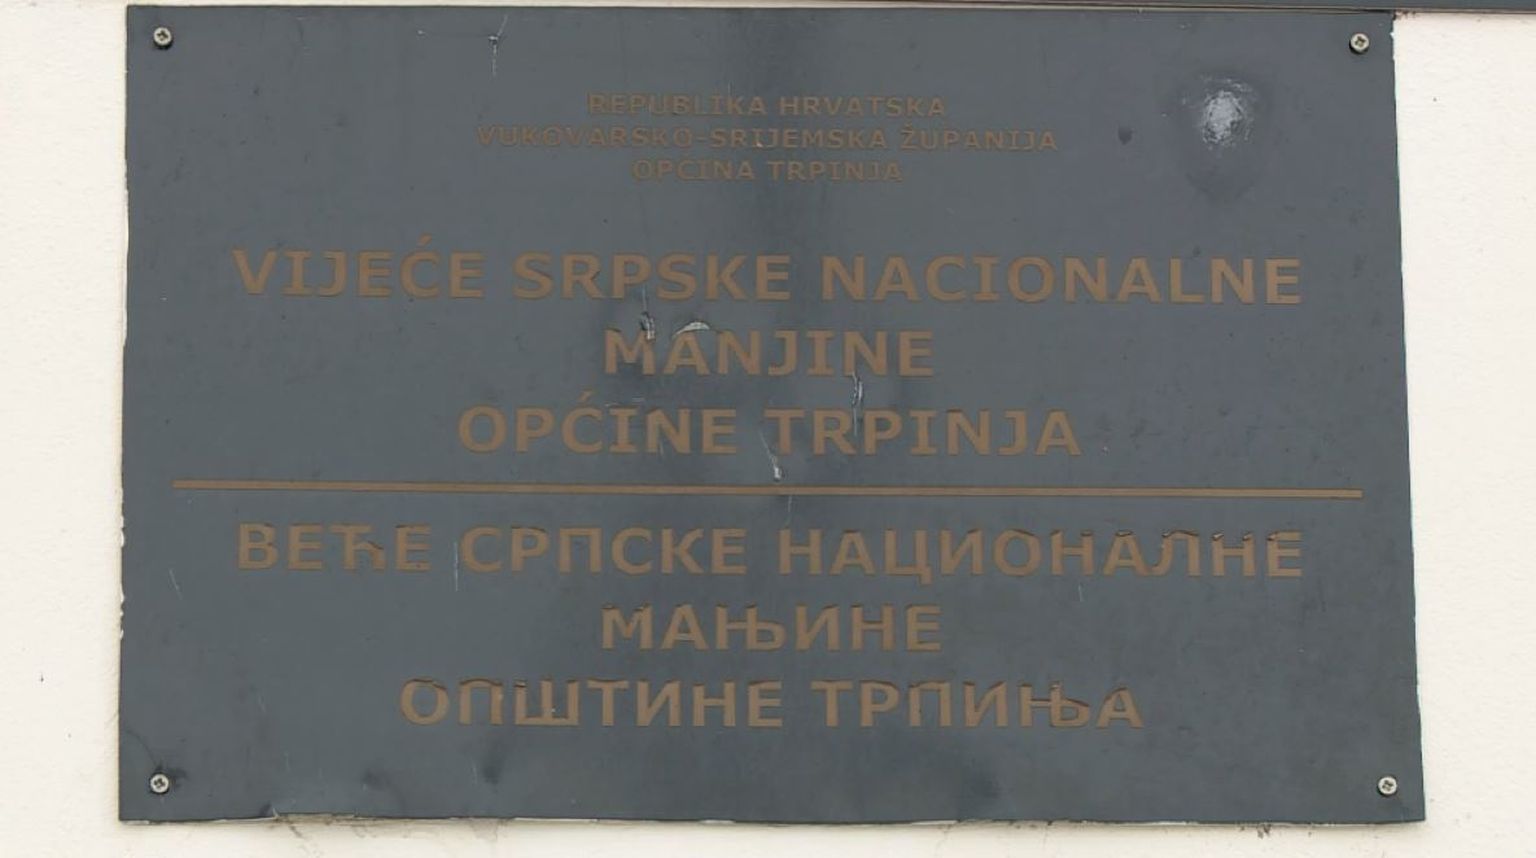 REPUBLIKA HRVATSKA
VUKOVARSKO-SRIJEMSKA ŽUPANIJA
OPĆINA TRPINJA
VIJEĆE SRPSKE NACIONALNE
MANJINE
OPĆINE TRPINJA
ВЕЋЕ СРПСКЕ НАЦИОНАЛНЕ
МАЊИНЕ
ОПШТИНЕ ТРПИЊА